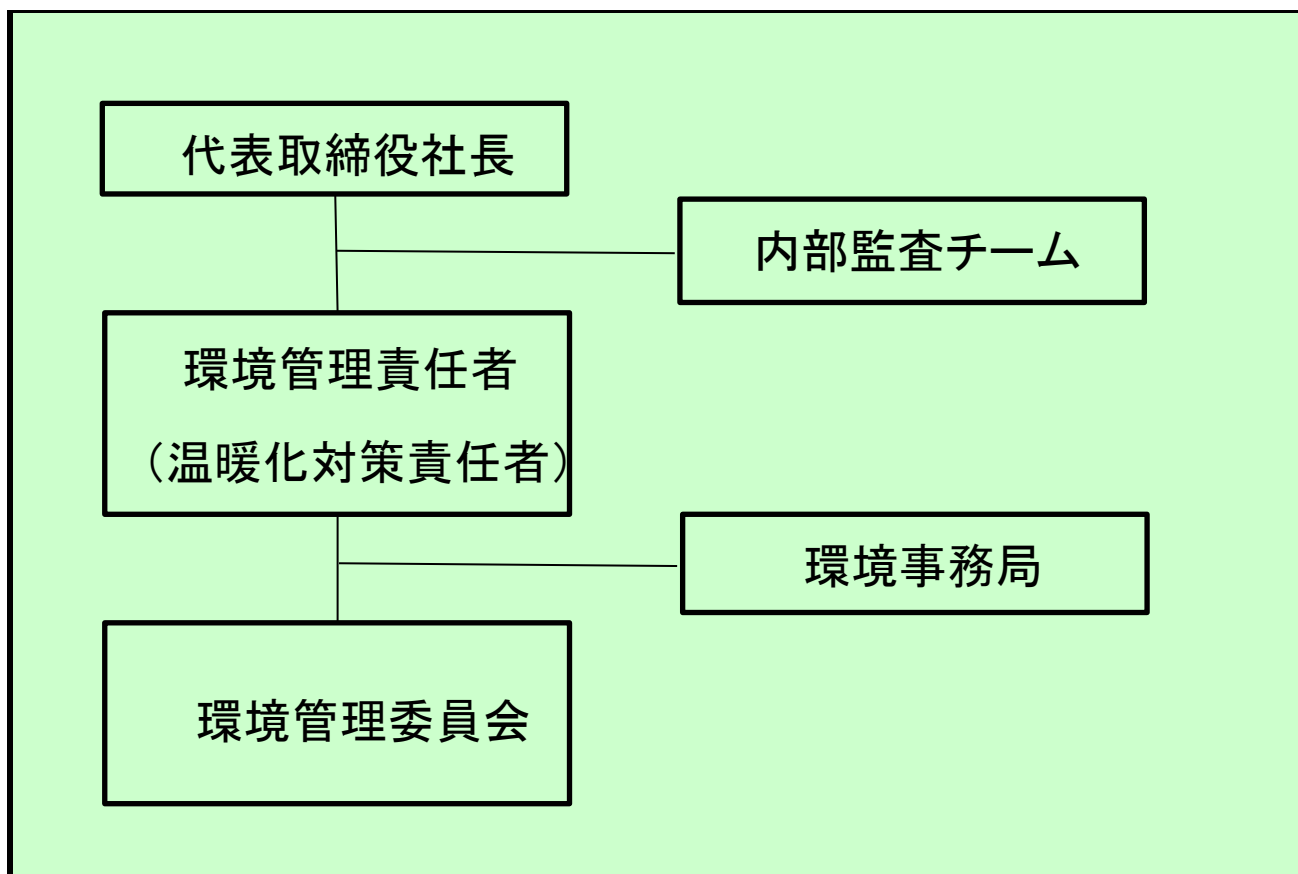 代表取締役社長
内部監査チーム
環境管理責任者
（温暖化対策責任者）
環境事務局
環境管理委員会